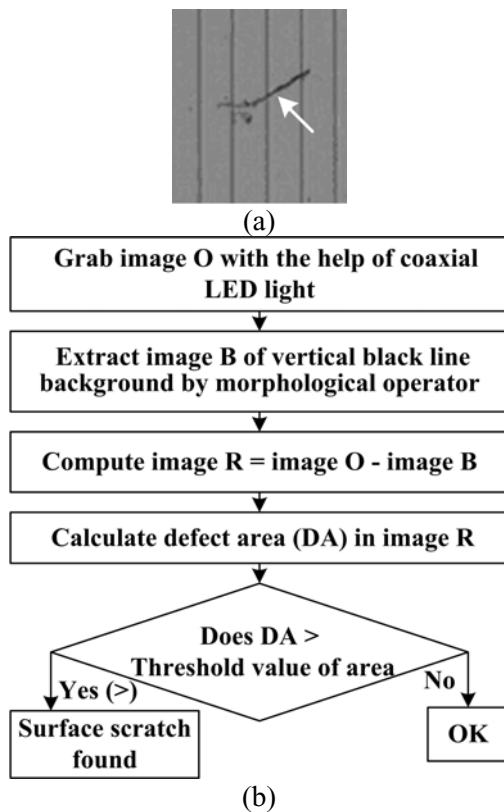 (a)
Grab image O with the help of coaxial
LED light
Extract image B of vertical black line
background by morphological operator
Compute image R = image O - image B
Calculate defect area (DA) in image R
Does DA >
Threshold value of area
Yes (>)
No
Surface scratch
found
OK
(b)